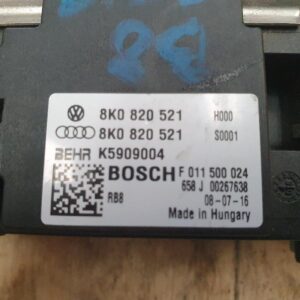 B8
8K0 820 521 H000
8K0 820 521 S0001
BEHR K5909004
BOSCH F 011 500 024
658 J 00267638
RB8 08-07-16
Made in Hungary